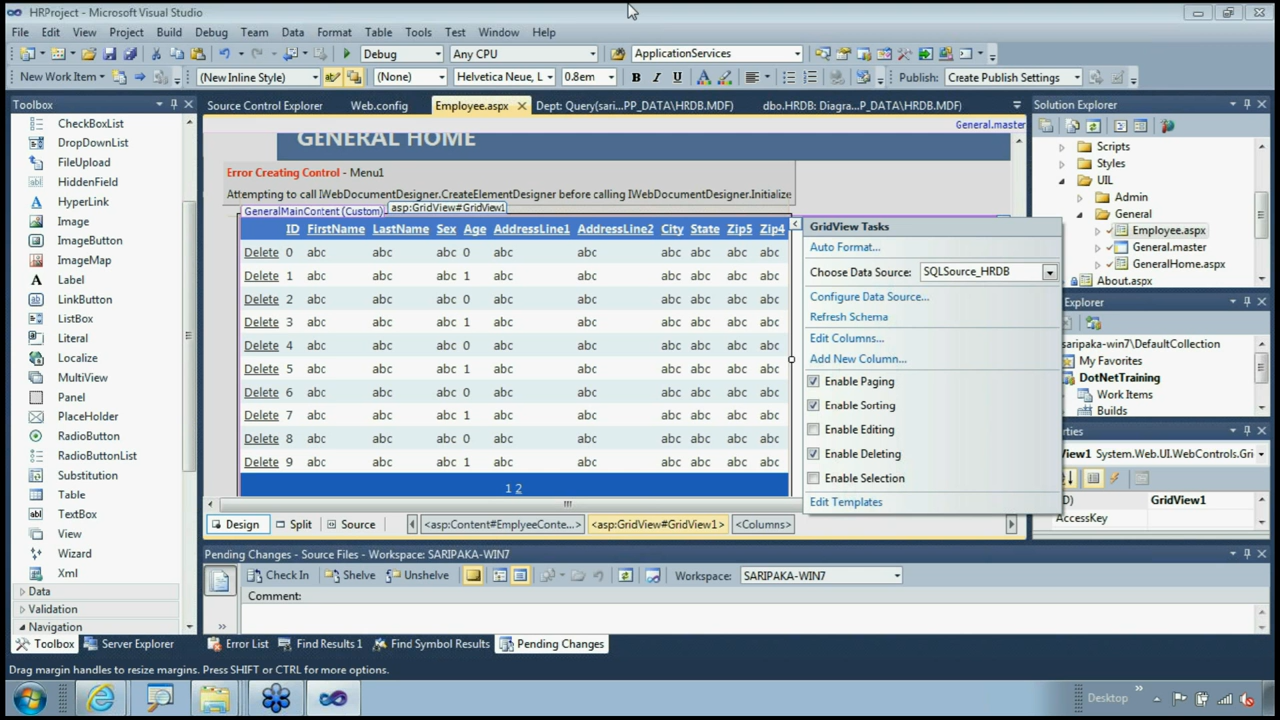 HRProject - Microsoft Visual Studio
File Edit View Project Build Debug Team Data Format Table Tools Test Window Help
Debug Any CPU ApplicationServices
New Work Item (New Inline Style) (None) Helvetica Neue, L 0.8em B I U A Publish: Create Publish Settings
Toolbox
CheckBoxList
DropDownList
FileUpload
HiddenField
HyperLink
Image
ImageButton
ImageMap
Label
LinkButton
ListBox
Literal
Localize
MultiView
Panel
PlaceHolder
RadioButton
RadioButtonList
Substitution
Table
TextBox
View
Wizard
Xml
Data
Validation
Navigation
Toolbox Server Explorer
Source Control Explorer Web.config Employee.aspx Dept: Query(sari...PP_DATA\HRDB.MDF) dbo.HRDB: Diagra...P_DATA\HRDB.MDF)
General.master
GENERAL HOME
Error Creating Control - Menu1
Attempting to call IWebDocumentDesigner.CreateElementDesigner before calling IWebDocumentDesigner.Initialize
GeneralMainContent (Custom) asp:GridView#GridView1
ID FirstName LastName Sex Age AddressLine1 AddressLine2 City State Zip5 Zip4
Delete 0 abc abc abc 0 abc abc abc abc abc abc
Delete 1 abc abc abc 1 abc abc abc abc abc abc
Delete 2 abc abc abc 0 abc abc abc abc abc abc
Delete 3 abc abc abc 1 abc abc abc abc abc abc
Delete 4 abc abc abc 0 abc abc abc abc abc abc
Delete 5 abc abc abc 1 abc abc abc abc abc abc
Delete 6 abc abc abc 0 abc abc abc abc abc abc
Delete 7 abc abc abc 1 abc abc abc abc abc abc
Delete 8 abc abc abc 0 abc abc abc abc abc abc
Delete 9 abc abc abc 1 abc abc abc abc abc abc
1 2
GridView Tasks
Auto Format...
Choose Data Source: SQLSource_HRDB
Configure Data Source...
Refresh Schema
Edit Columns...
Add New Column...
Enable Paging
Enable Sorting
Enable Editing
Enable Deleting
Enable Selection
Edit Templates
Design Split Source <asp:Content#EmplyeeConte...> <asp:GridView#GridView1> <Columns>
Solution Explorer
Scripts
Styles
UIL
Admin
General
Employee.aspx
General.master
GeneralHome.aspx
About.aspx
Explorer
saripaka-win7\DefaultCollection
My Favorites
DotNetTraining
Work Items
Builds
rties
View1 System.Web.UI.WebControls.Gri
D) GridView1
AccessKey
Pending Changes - Source Files - Workspace: SARIPAKA-WIN7
Check In Shelve Unshelve Workspace: SARIPAKA-WIN7
Comment:
Error List Find Results 1 Find Symbol Results Pending Changes
Drag margin handles to resize margins. Press SHIFT or CTRL for more options.
Desktop